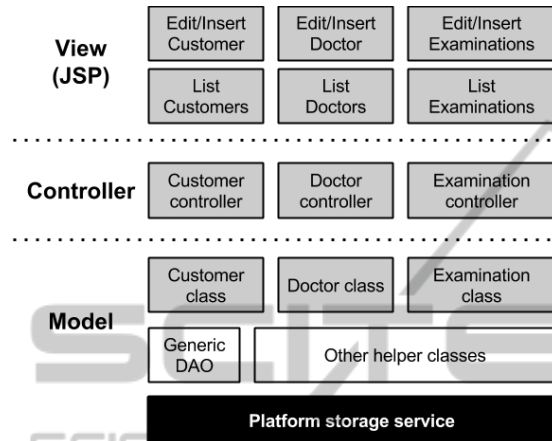 Edit/Insert Customer
Edit/Insert Doctor
Edit/Insert Examinations
View (JSP)
List Customers
List Doctors
List Examinations
Controller
Customer controller
Doctor controller
Examination controller
Customer class
Doctor class
Examination class
Model
Generic DAO
Other helper classes
Platform storage service